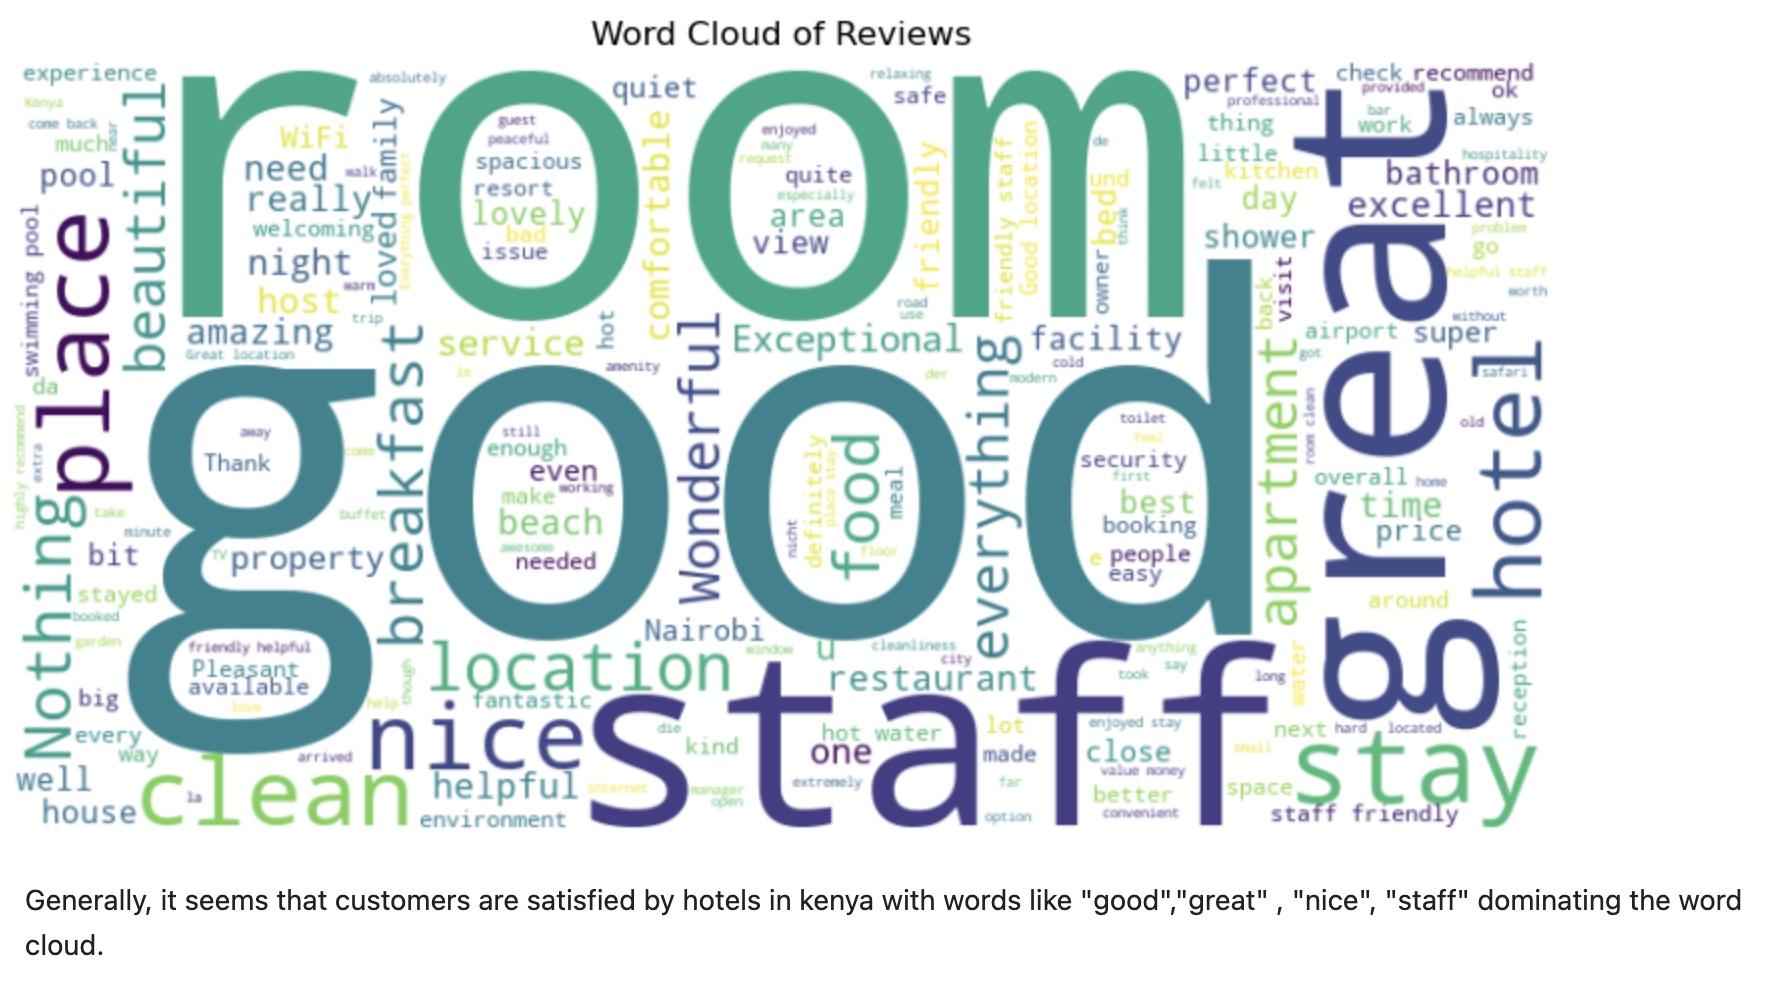 Word Cloud of Reviews
experience
absolutely
quiet
relaxing
safe
perfect
check
recommend
provided
ok
Kenya
professional
bar
come back
near
much
WiFi
family
guest
peaceful
enjoyed
many
request
thing
work
always
pool
beautiful
room
need
walk
spacious
resort
quite
especially
de
little
kitchen
hospitality
bathroom
really
welcoming
loved
Everything perfect
lovely
bad
issue
comfortable
area
view
friendly
friendly staff
Good location
und
bed
think
owner
felt
day
excellent
great
swimming pool
place
night
warm
host
trip
shower
problem
go
helpful staff
worth
visit
back
amazing
Great location
service
hot
road
use
Exceptional
facility
airport
without
super
got
da
le
amenity
der
cold
modern
safari
highly recommend
extra
away
Thank
come
breakfast
good
still
enough
even
working
make
beach
awesome
needed
Wonderful
nicht
definitely
place stay
food
meal
floor
everything
toilet
feel
security
first
best
booking
e
people
easy
apartment
room clean
old
hotel
overall
home
time
price
take
minute
buffet
bit
TV
property
Nothing
stayed
booked
garden
around
friendly helpful
Pleasant
available
love
Nairobi
location
window
u
cleanliness
city
restaurant
anything
say
took
long
water
reception
big
help
though
fantastic
every
way
arrived
nice
staff
die
kind
hot water
one
lot
made
enjoyed stay
close
value money
small
next
hard
located
stay
well
house
la
clean
helpful
environment
internet
manager
open
extremely
far
option
better
convenient
space
staff friendly
Generally, it seems that customers are satisfied by hotels in kenya with words like "good","great" , "nice", "staff" dominating the word
cloud.